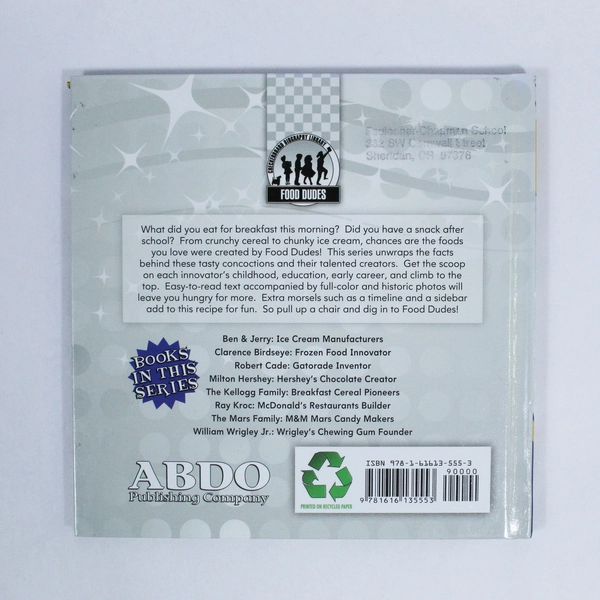 CHECKERBOARD BIOGRAPHY LIBRARY
FOOD DUDES
Faulconer-Chapman School
332 SW Cornwall Street
Sheridan, OR 97378
What did you eat for breakfast this morning? Did you have a snack after
school? From crunchy cereal to chunky ice cream, chances are the foods
you love were created by Food Dudes! This series unwraps the facts
behind these tasty concoctions and their talented creators. Get the scoop
on each innovator's childhood, education, early career, and climb to the
top. Easy-to-read text accompanied by full-color and historic photos will
leave you hungry for more. Extra morsels such as a timeline and a sidebar
add to this recipe for fun. So pull up a chair and dig in to Food Dudes!
BOOKS
IN THIS
SERIES
Ben & Jerry: Ice Cream Manufacturers
Clarence Birdseye: Frozen Food Innovator
Robert Cade: Gatorade Inventor
Milton Hershey: Hershey's Chocolate Creator
The Kellogg Family: Breakfast Cereal Pioneers
Ray Kroc: McDonald's Restaurants Builder
The Mars Family: M&M Mars Candy Makers
William Wrigley Jr.: Wrigley's Chewing Gum Founder
ABDO
Publishing Company
PRINTED ON RECYCLED PAPER
ISBN 978-1-61613-555-3
90000
9 781616 135553